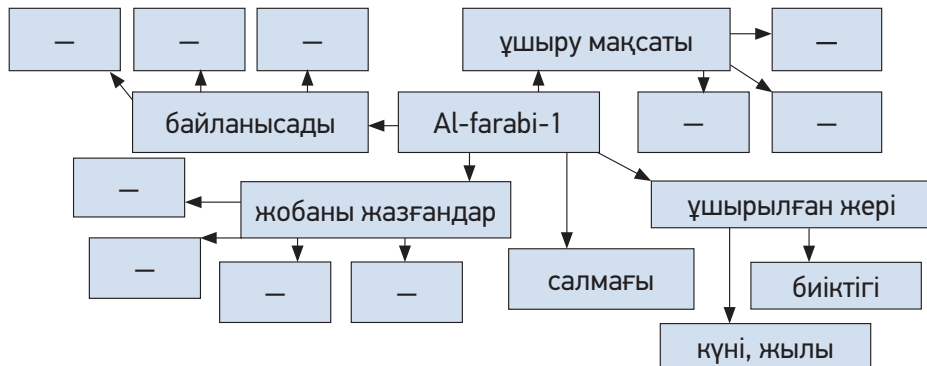 —
—
—
ұшыру мақсаты
—
байланысады
Al-farabi-1
—
—
—
жобаны жазғандар
ұшырылған жері
—
—
—
салмағы
биіктігі
күні, жылы